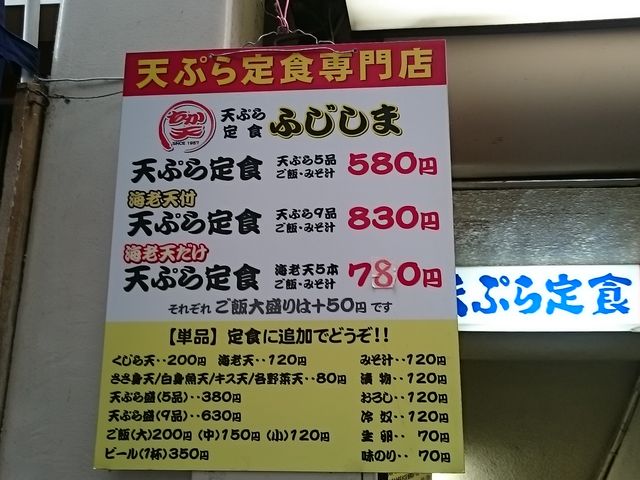 天ぷら定食専門店
むか天
SINCE 1957
天ぷら定食 ふじしま
天ぷら定食 天ぷら5品 ご飯・みそ汁 580円
海老天付
天ぷら定食 天ぷら9品 ご飯・みそ汁 830円
海老天だけ
天ぷら定食 海老天5本 ご飯・みそ汁 780円
それぞれ ご飯大盛りは+50円 です
【単品】定食に追加でどうぞ!!
くじら天‥200円 海老天‥120円 みそ汁‥120円
ささ身天/白身魚天/キス天/各野菜天‥80円 漬物‥120円
天ぷら盛(5品)‥380円 おろし‥120円
天ぷら盛(9品)‥630円 冷奴‥120円
ご飯(大)200円 (中)150円 (小)120円 生卵‥70円
ビール(1杯)350円 味のり‥70円
天ぷら定食